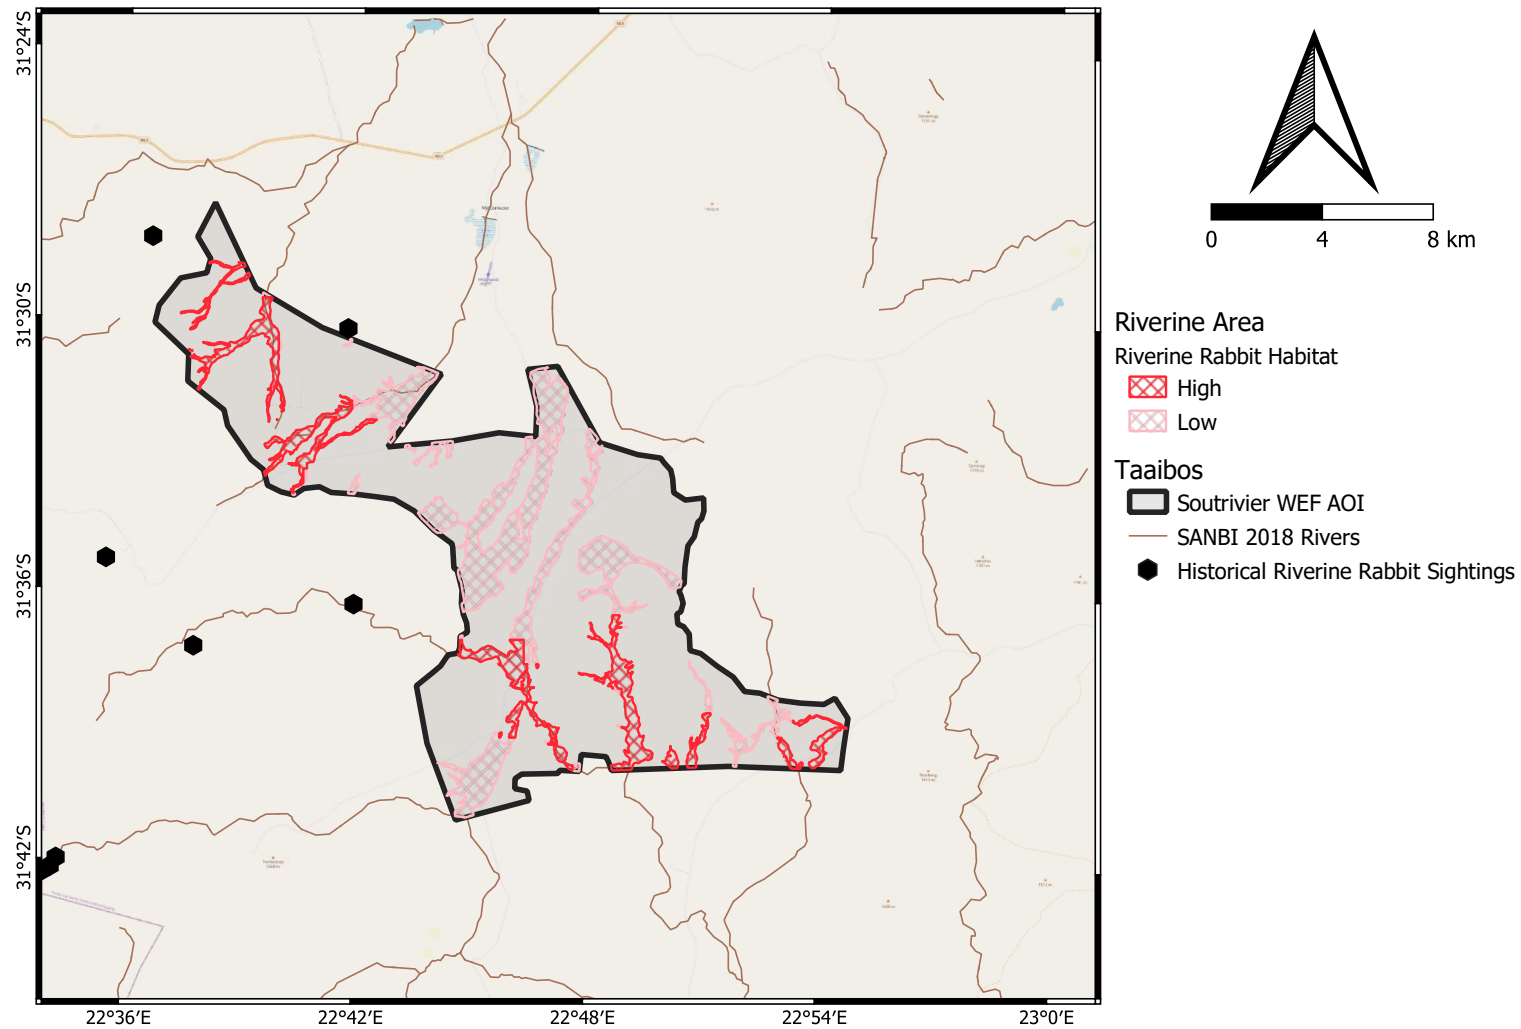 31°24'S
31°30'S
31°36'S
31°42'S
22°36'E
22°42'E
22°48'E
22°54'E
23°0'E
0
4
8 km
Riverine Area
Riverine Rabbit Habitat
High
Low
Taaibos
Soutrivier WEF AOI
SANBI 2018 Rivers
Historical Riverine Rabbit Sightings